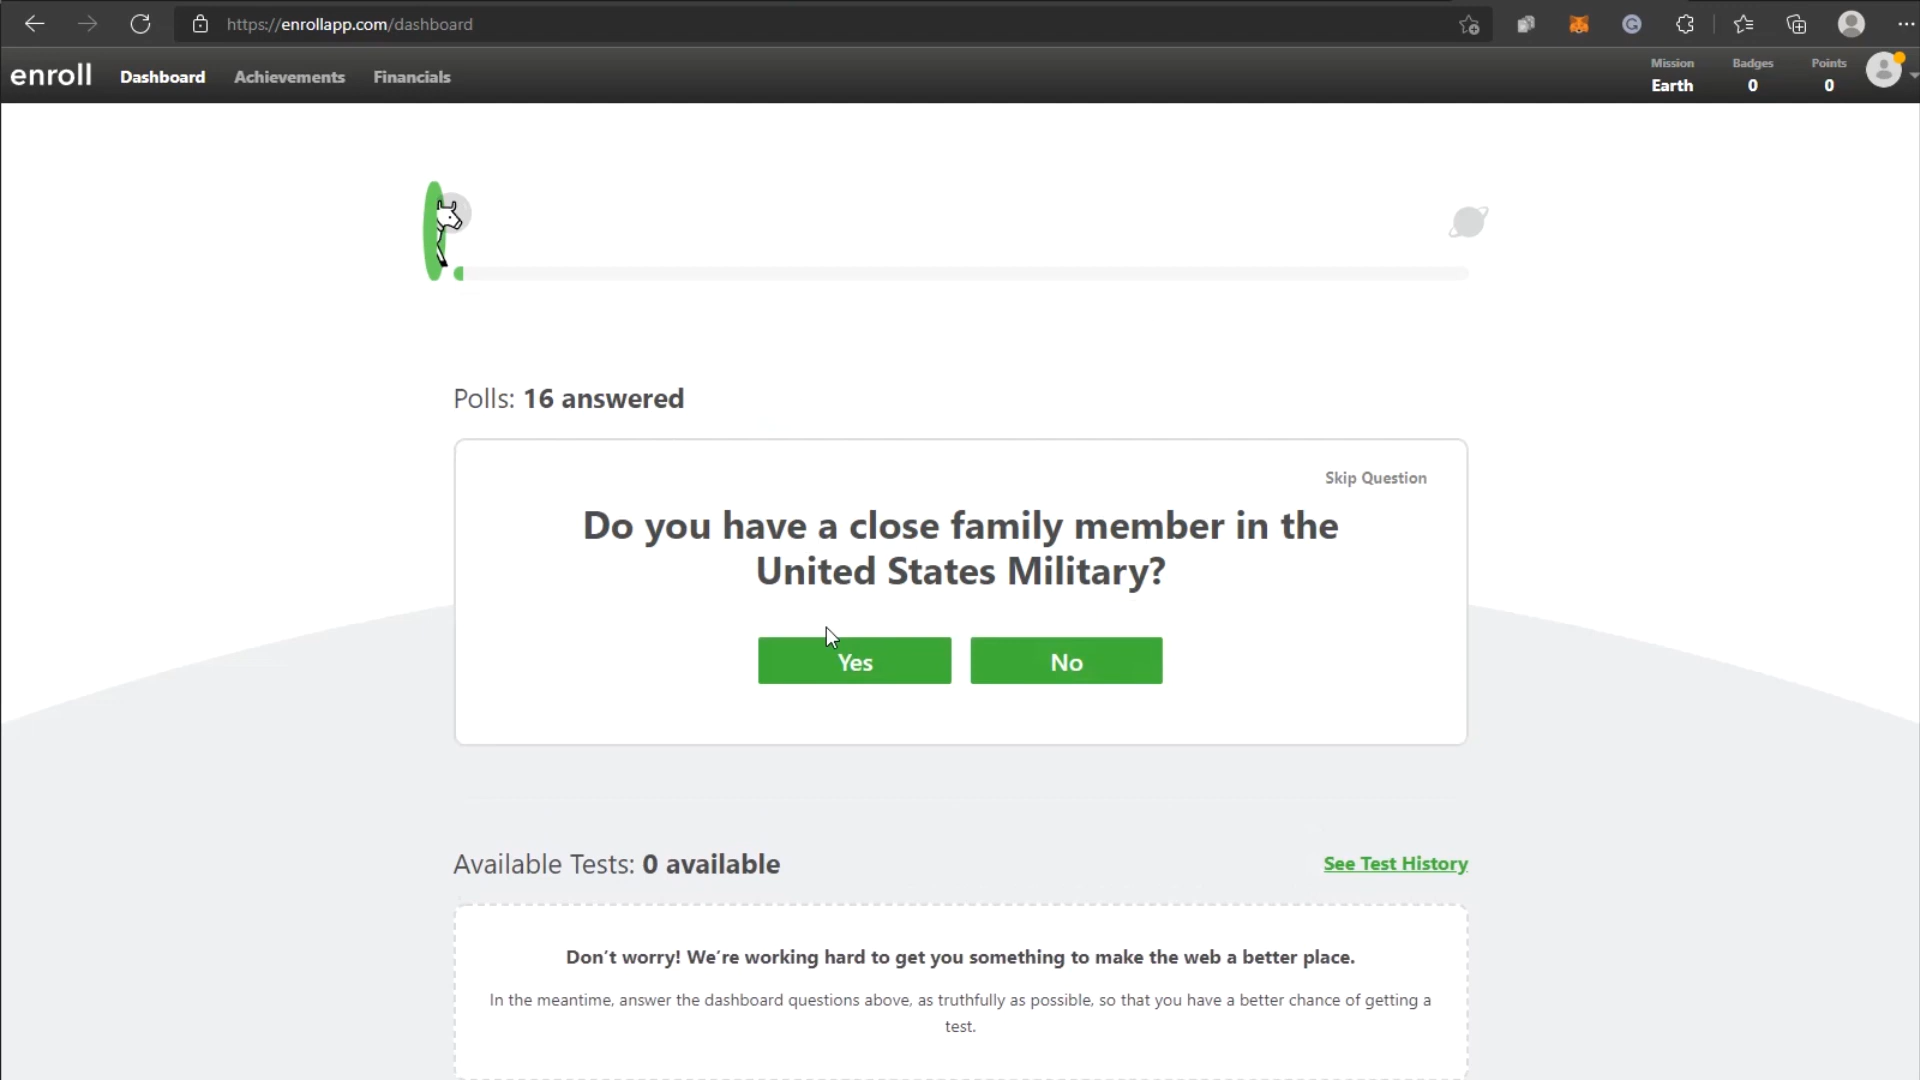 https://enrollapp.com/dashboard
enroll Dashboard Achievements Financials
Mission Badges Points
Earth 0 0
Polls: 16 answered
Skip Question
Do you have a close family member in the
United States Military?
Yes No
Available Tests: 0 available See Test History
Don't worry! We're working hard to get you something to make the web a better place.
In the meantime, answer the dashboard questions above, as truthfully as possible, so that you have a better chance of getting a
test.